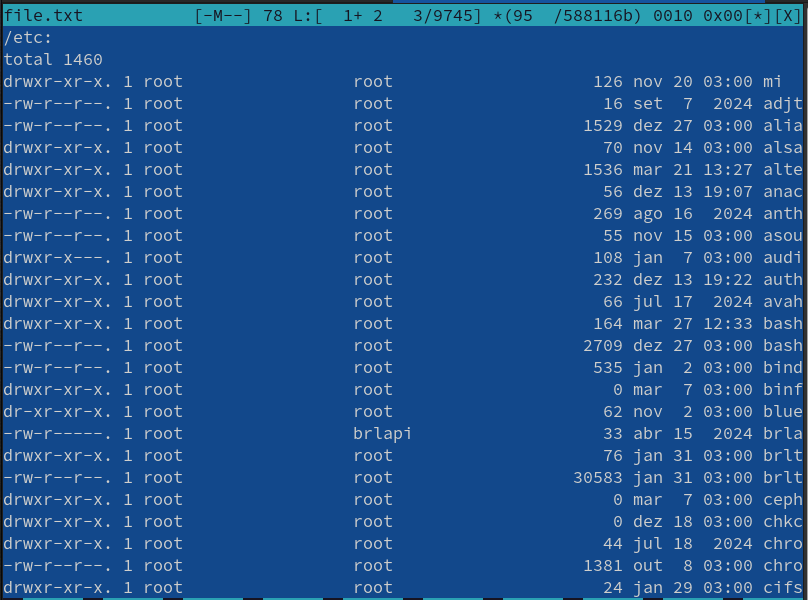 file.txt [-M--] 78 L:[ 1+ 2 3/9745] *(95 /588116b) 0010 0x00[*][X]
/etc:
total 1460
drwxr-xr-x. 1 root root 126 nov 20 03:00 mi
-rw-r--r--. 1 root root 16 set 7 2024 adjt
-rw-r--r--. 1 root root 1529 dez 27 03:00 alia
drwxr-xr-x. 1 root root 70 nov 14 03:00 alsa
drwxr-xr-x. 1 root root 1536 mar 21 13:27 alte
drwxr-xr-x. 1 root root 56 dez 13 19:07 anac
-rw-r--r--. 1 root root 269 ago 16 2024 anth
-rw-r--r--. 1 root root 55 nov 15 03:00 asou
drwxr-x---. 1 root root 108 jan 7 03:00 audi
drwxr-xr-x. 1 root root 232 dez 13 19:22 auth
drwxr-xr-x. 1 root root 66 jul 17 2024 avah
drwxr-xr-x. 1 root root 164 mar 27 12:33 bash
-rw-r--r--. 1 root root 2709 dez 27 03:00 bash
-rw-r--r--. 1 root root 535 jan 2 03:00 bind
drwxr-xr-x. 1 root root 0 mar 7 03:00 binf
dr-xr-xr-x. 1 root root 62 nov 2 03:00 blue
-rw-r-----. 1 root brlapi 33 abr 15 2024 brla
drwxr-xr-x. 1 root root 76 jan 31 03:00 brlt
-rw-r--r--. 1 root root 30583 jan 31 03:00 brlt
drwxr-xr-x. 1 root root 0 mar 7 03:00 ceph
drwxr-xr-x. 1 root root 0 dez 18 03:00 chkc
drwxr-xr-x. 1 root root 44 jul 18 2024 chro
-rw-r--r--. 1 root root 1381 out 8 03:00 chro
drwxr-xr-x. 1 root root 24 jan 29 03:00 cifs